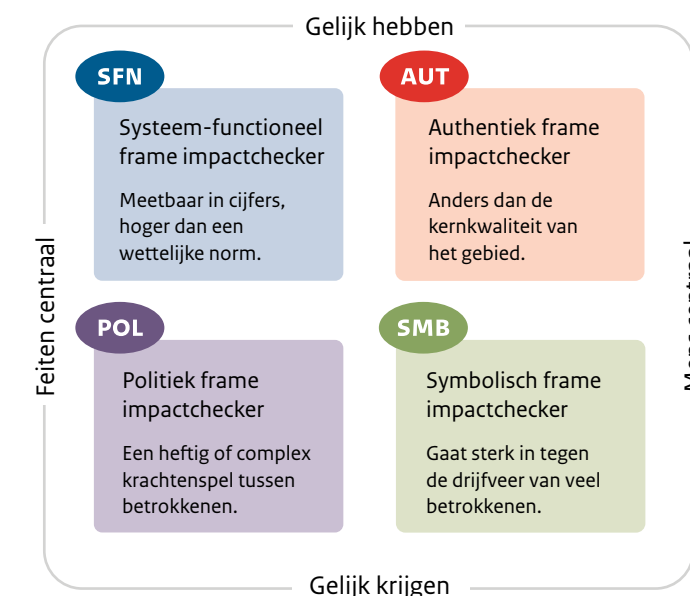 Gelijk hebben
SFN
Systeem-functioneel
frame impactchecker
Meetbaar in cijfers,
hoger dan een
wettelijke norm.
AUT
Authentiek frame
impactchecker
Anders dan de
kernkwaliteit van
het gebied.
Feiten centraal
POL
Politiek frame
impactchecker
Een heftig of complex
krachtenspel tussen
betrokkenen.
SMB
Symbolisch frame
impactchecker
Gaat sterk in tegen
de drijfveer van veel
betrokkenen.
Gelijk krijgen